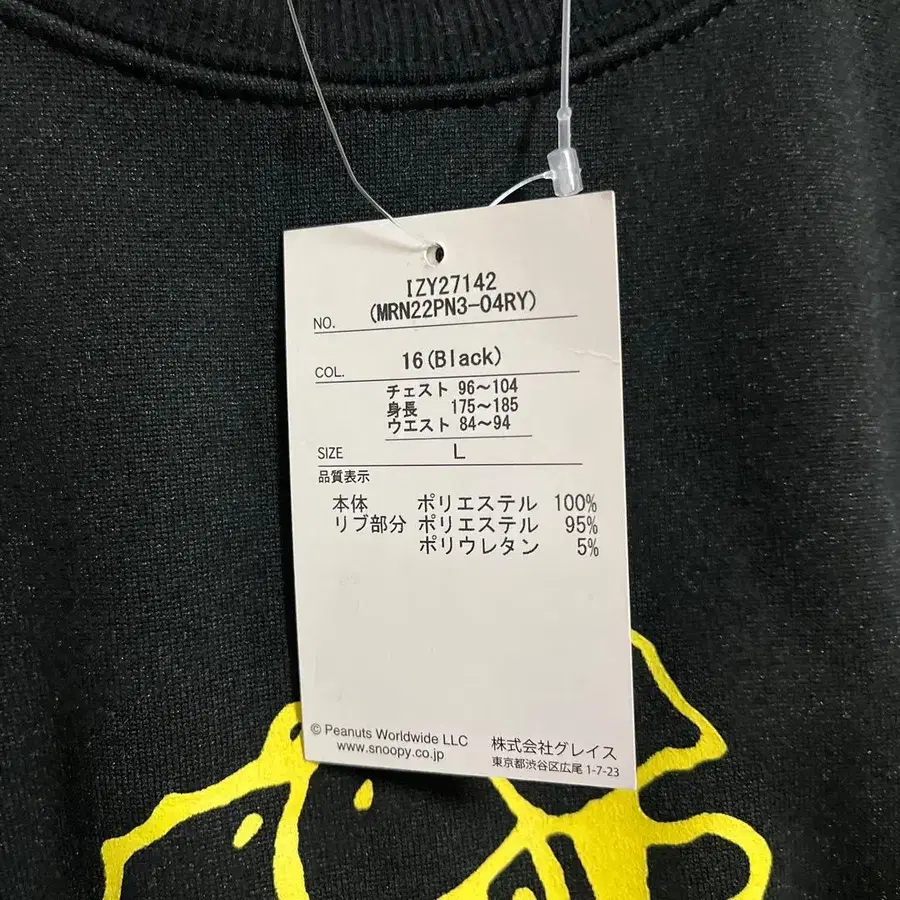 IZY27142
NO. (MRN22PN3-04RY)
COL. 16(Black)
チェスト 96～104
身長 175～185
ウエスト 84～94
SIZE L
品質表示
本体 ポリエステル 100%
リブ部分 ポリエステル 95%
ポリウレタン 5%
© Peanuts Worldwide LLC
www.snoopy.co.jp
株式会社グレイス
東京都渋谷区広尾 1-7-23